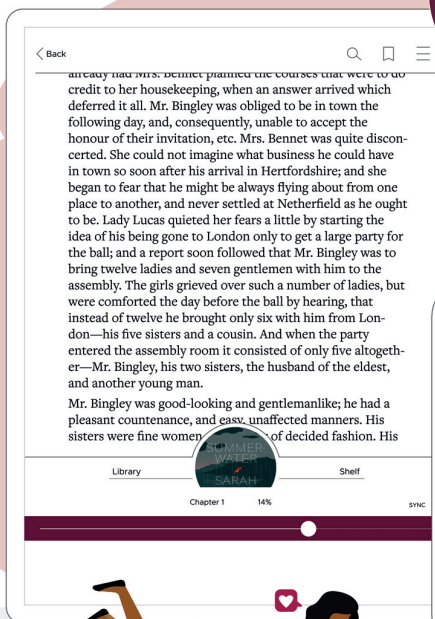 Back
already had Mrs. Bennet planned the courses that were to do
credit to her housekeeping, when an answer arrived which
deferred it all. Mr. Bingley was obliged to be in town the
following day, and, consequently, unable to accept the
honour of their invitation, etc. Mrs. Bennet was quite discon-
certed. She could not imagine what business he could have
in town so soon after his arrival in Hertfordshire; and she
began to fear that he might be always flying about from one
place to another, and never settled at Netherfield as he ought
to be. Lady Lucas quieted her fears a little by starting the
idea of his being gone to London only to get a large party for
the ball; and a report soon followed that Mr. Bingley was to
bring twelve ladies and seven gentlemen with him to the
assembly. The girls grieved over such a number of ladies, but
were comforted the day before the ball by hearing, that
instead of twelve he brought only six with him from Lon-
don—his five sisters and a cousin. And when the party
entered the assembly room it consisted of only five altogeth-
er—Mr. Bingley, his two sisters, the husband of the eldest,
and another young man.
Mr. Bingley was good-looking and gentlemanlike; he had a
pleasant countenance, and easy, unaffected manners. His
sisters were fine women of decided fashion. His
SUMMER-
WATER
SARAH
Library
Shelf
Chapter 1 14%
SYNC